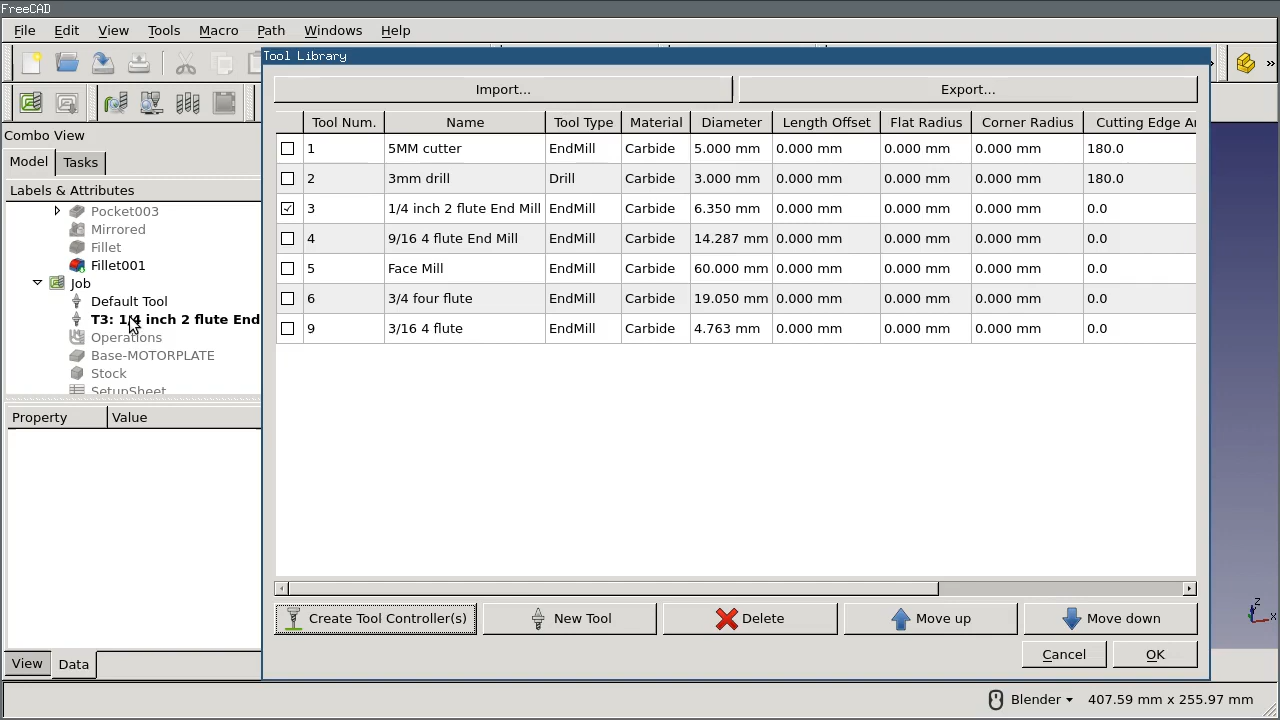 FreeCAD
File Edit View Tools Macro Path Windows Help
Tool Library
Import... Export...
Combo View
Model Tasks
Labels & Attributes
Pocket003
Mirrored
Fillet
Fillet001
Job
Default Tool
T3: 1/4 inch 2 flute End
Operations
Base-MOTORPLATE
Stock
SetupSheet
Property Value
View Data
Tool Num. Name Tool Type Material Diameter Length Offset Flat Radius Corner Radius Cutting Edge An
1 5MM cutter EndMill Carbide 5.000 mm 0.000 mm 0.000 mm 0.000 mm 180.0
2 3mm drill Drill Carbide 3.000 mm 0.000 mm 0.000 mm 0.000 mm 180.0
3 1/4 inch 2 flute End Mill EndMill Carbide 6.350 mm 0.000 mm 0.000 mm 0.000 mm 0.0
4 9/16 4 flute End Mill EndMill Carbide 14.287 mm 0.000 mm 0.000 mm 0.000 mm 0.0
5 Face Mill EndMill Carbide 60.000 mm 0.000 mm 0.000 mm 0.000 mm 0.0
6 3/4 four flute EndMill Carbide 19.050 mm 0.000 mm 0.000 mm 0.000 mm 0.0
9 3/16 4 flute EndMill Carbide 4.763 mm 0.000 mm 0.000 mm 0.000 mm 0.0
Create Tool Controller(s) New Tool Delete Move up Move down
Cancel OK
Z
X
Blender 407.59 mm x 255.97 mm